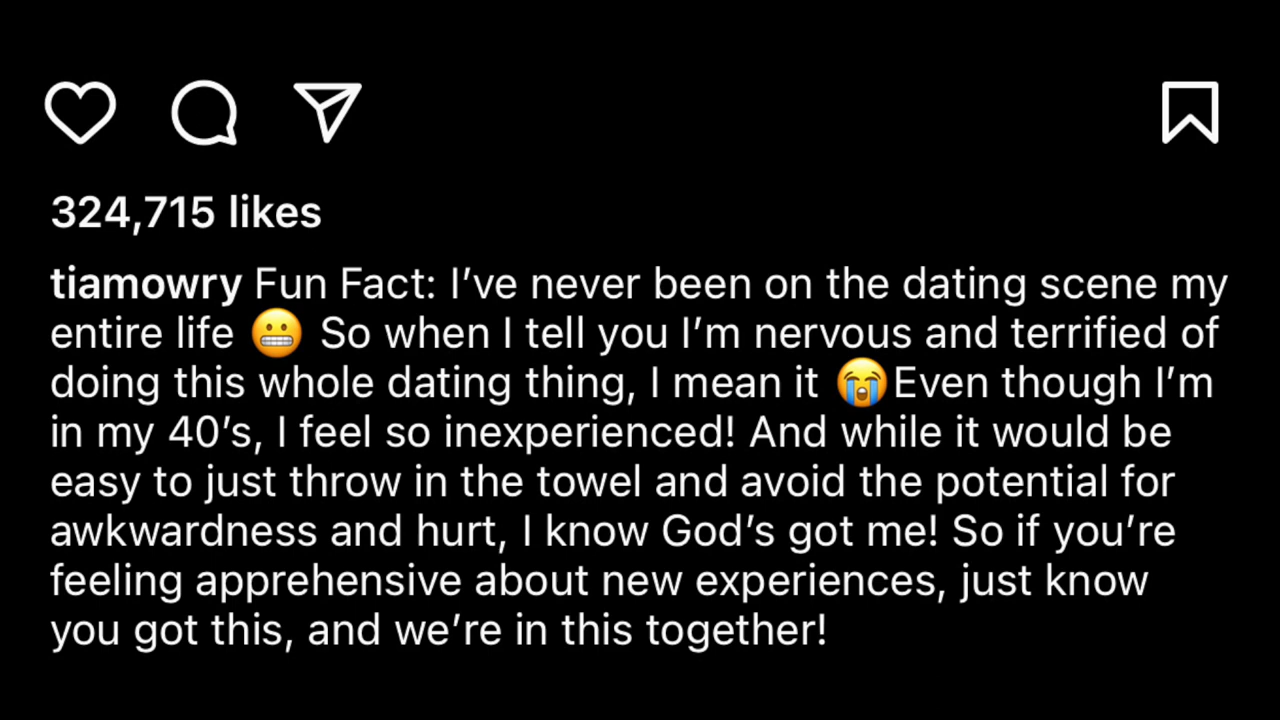 324,715 likes
tiamowry Fun Fact: I’ve never been on the dating scene my
entire life 😬 So when I tell you I’m nervous and terrified of
doing this whole dating thing, I mean it 😭Even though I’m
in my 40’s, I feel so inexperienced! And while it would be
easy to just throw in the towel and avoid the potential for
awkwardness and hurt, I know God’s got me! So if you’re
feeling apprehensive about new experiences, just know
you got this, and we’re in this together!